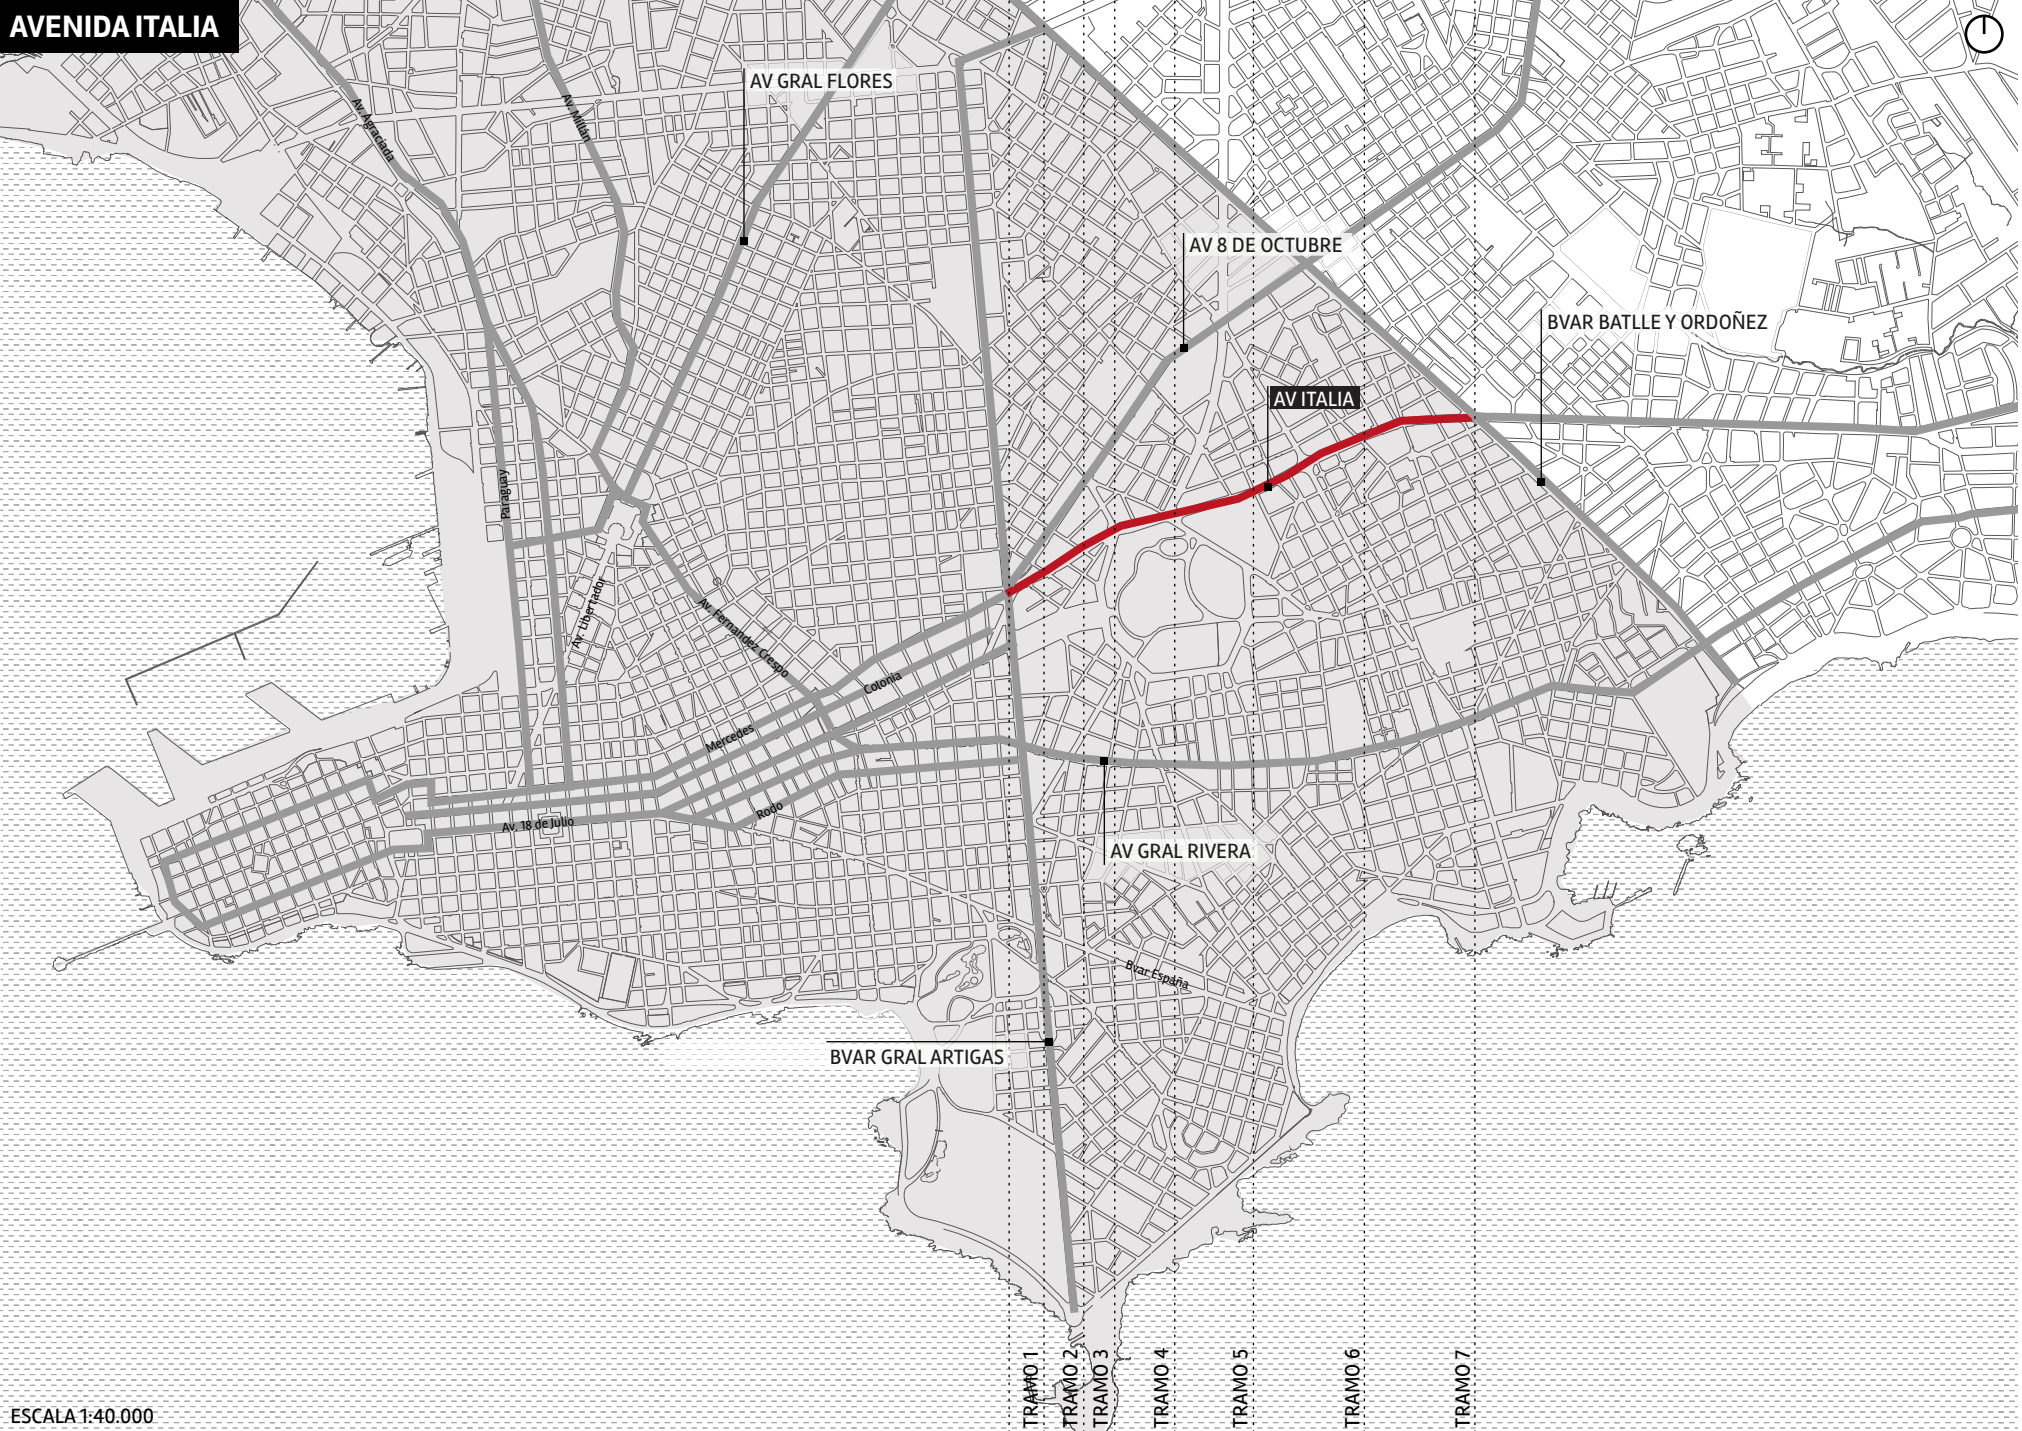 AVENIDA ITALIA
AV GRAL FLORES
Av. Agraciada
Av. Millán
AV 8 DE OCTUBRE
BVAR BATLLE Y ORDOÑEZ
AV ITALIA
Paraguay
Av. Libertador
Av. Fernandez Crespo
Colonia
Mercedes
Rodo
Av. 18 de Julio
AV GRAL RIVERA
Bvar España
BVAR GRAL ARTIGAS
TRAMO 1
TRAMO 2
TRAMO 3
TRAMO 4
TRAMO 5
TRAMO 6
TRAMO 7
ESCALA 1:40.000